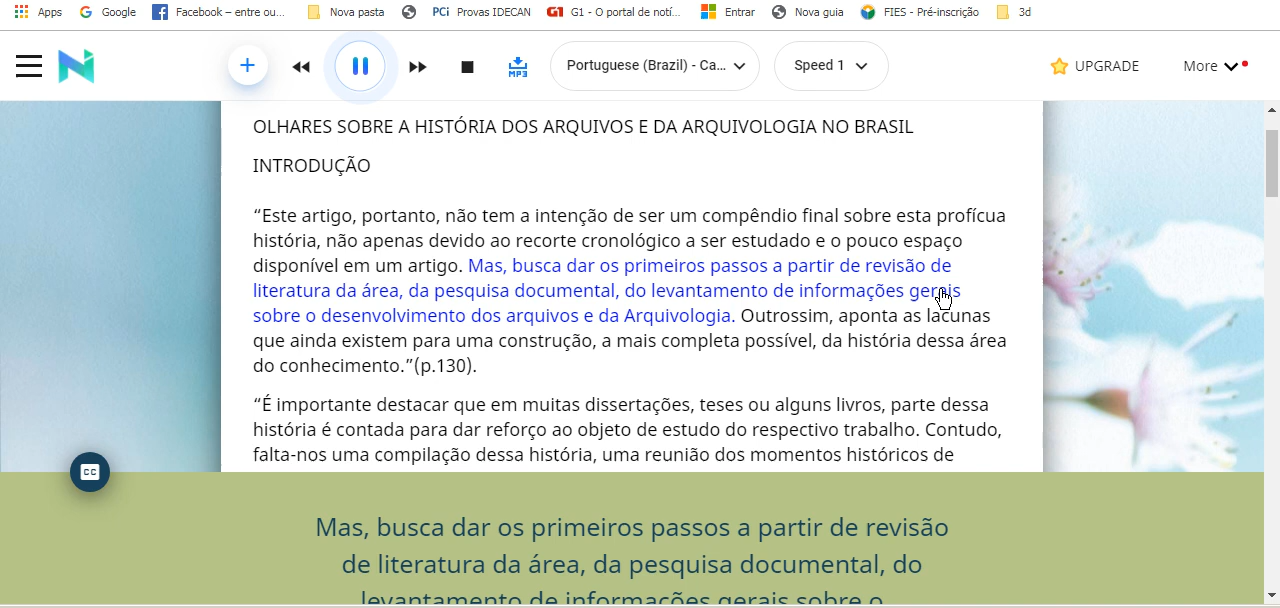 Apps Google Facebook – entre ou... Nova pasta PCi Provas IDECAN G1 G1 - O portal de notí... Entrar Nova guia FIES - Pré-inscrição 3d
MP3 Portuguese (Brazil) - Ca... Speed 1 UPGRADE More
OLHARES SOBRE A HISTÓRIA DOS ARQUIVOS E DA ARQUIVOLOGIA NO BRASIL
INTRODUÇÃO
“Este artigo, portanto, não tem a intenção de ser um compêndio final sobre esta profícua
história, não apenas devido ao recorte cronológico a ser estudado e o pouco espaço
disponível em um artigo. Mas, busca dar os primeiros passos a partir de revisão de
literatura da área, da pesquisa documental, do levantamento de informações gerais
sobre o desenvolvimento dos arquivos e da Arquivologia. Outrossim, aponta as lacunas
que ainda existem para uma construção, a mais completa possível, da história dessa área
do conhecimento.”(p.130).
“É importante destacar que em muitas dissertações, teses ou alguns livros, parte dessa
história é contada para dar reforço ao objeto de estudo do respectivo trabalho. Contudo,
falta-nos uma compilação dessa história, uma reunião dos momentos históricos de
CC
Mas, busca dar os primeiros passos a partir de revisão
de literatura da área, da pesquisa documental, do
levantamento de informações gerais sobre o